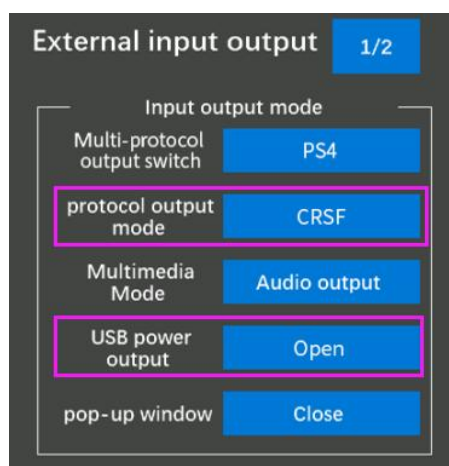 External input output 1/2
Input output mode
Multi-protocol
output switch
PS4
protocol output
mode
CRSF
Multimedia
Mode
Audio output
USB power
output
Open
pop-up window
Close